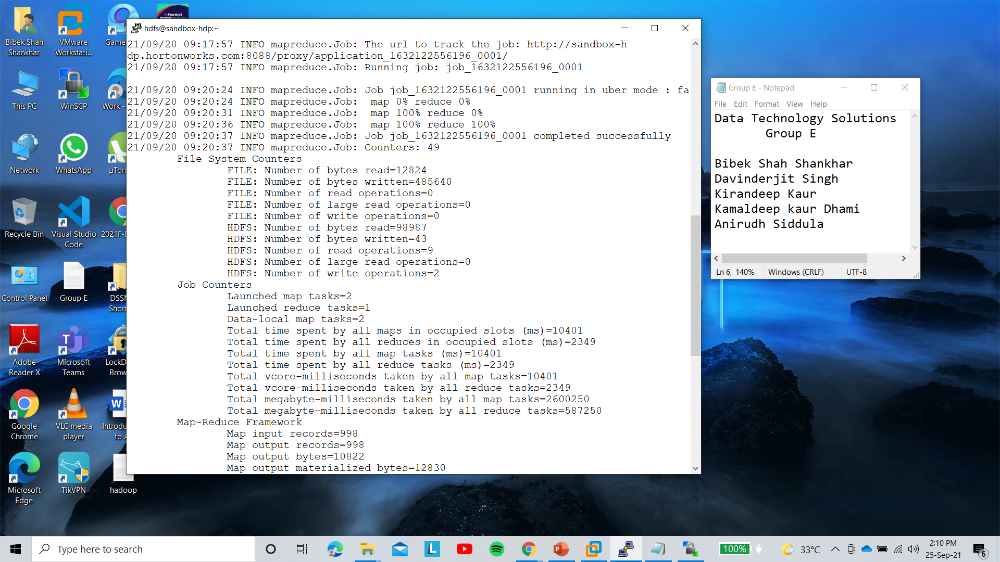 Bibek Shah
Shankhar
VMware
Workstati...
Game
Football
This PC
WinSCP
Work -
Network
WhatsApp
µTorr
Recycle Bin
Visual Studio
Code
2021F-
Control Panel
Group E
DSSM
Short
Adobe
Reader X
Microsoft
Teams
LockD
Brow
Google
Chrome
VLC media
player
Introdu
to A
Microsoft
Edge
TikVPN
hadoop
hdfs@sandbox-hdp:~
21/09/20 09:17:57 INFO mapreduce.Job: The url to track the job: http://sandbox-h
dp.hortonworks.com:8088/proxy/application_1632122556196_0001/
21/09/20 09:17:57 INFO mapreduce.Job: Running job: job_1632122556196_0001
21/09/20 09:20:24 INFO mapreduce.Job: Job job_1632122556196_0001 running in uber mode : fa
21/09/20 09:20:24 INFO mapreduce.Job:  map 0% reduce 0%
21/09/20 09:20:31 INFO mapreduce.Job:  map 100% reduce 0%
21/09/20 09:20:36 INFO mapreduce.Job:  map 100% reduce 100%
21/09/20 09:20:37 INFO mapreduce.Job: Job job_1632122556196_0001 completed successfully
21/09/20 09:20:37 INFO mapreduce.Job: Counters: 49
File System Counters
FILE: Number of bytes read=12824
FILE: Number of bytes written=485640
FILE: Number of read operations=0
FILE: Number of large read operations=0
FILE: Number of write operations=0
HDFS: Number of bytes read=98987
HDFS: Number of bytes written=43
HDFS: Number of read operations=9
HDFS: Number of large read operations=0
HDFS: Number of write operations=2
Job Counters
Launched map tasks=2
Launched reduce tasks=1
Data-local map tasks=2
Total time spent by all maps in occupied slots (ms)=10401
Total time spent by all reduces in occupied slots (ms)=2349
Total time spent by all map tasks (ms)=10401
Total time spent by all reduce tasks (ms)=2349
Total vcore-milliseconds taken by all map tasks=10401
Total vcore-milliseconds taken by all reduce tasks=2349
Total megabyte-milliseconds taken by all map tasks=2600250
Total megabyte-milliseconds taken by all reduce tasks=587250
Map-Reduce Framework
Map input records=998
Map output records=998
Map output bytes=10822
Map output materialized bytes=12830
Group E - Notepad
File Edit Format View Help
Data Technology Solutions
Group E
Bibek Shah Shankhar
Davinderjit Singh
Kirandeep Kaur
Kamaldeep kaur Dhami
Anirudh Siddula
Ln 6 140% Windows (CRLF) UTF-8
Type here to search
100%
33°C
2:10 PM
25-Sep-21
6